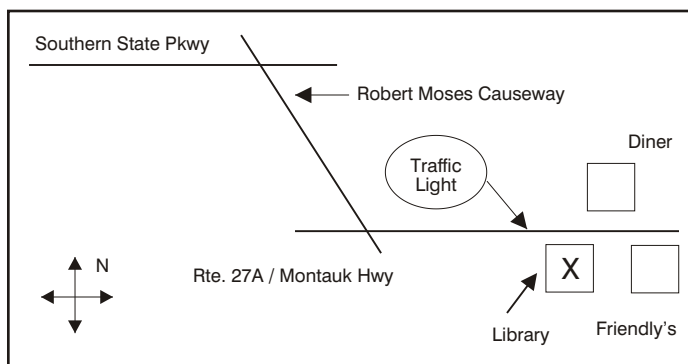 Southern State Pkwy
Robert Moses Causeway
Diner
Traffic
Light
N
Rte. 27A / Montauk Hwy
X
Library
Friendly's